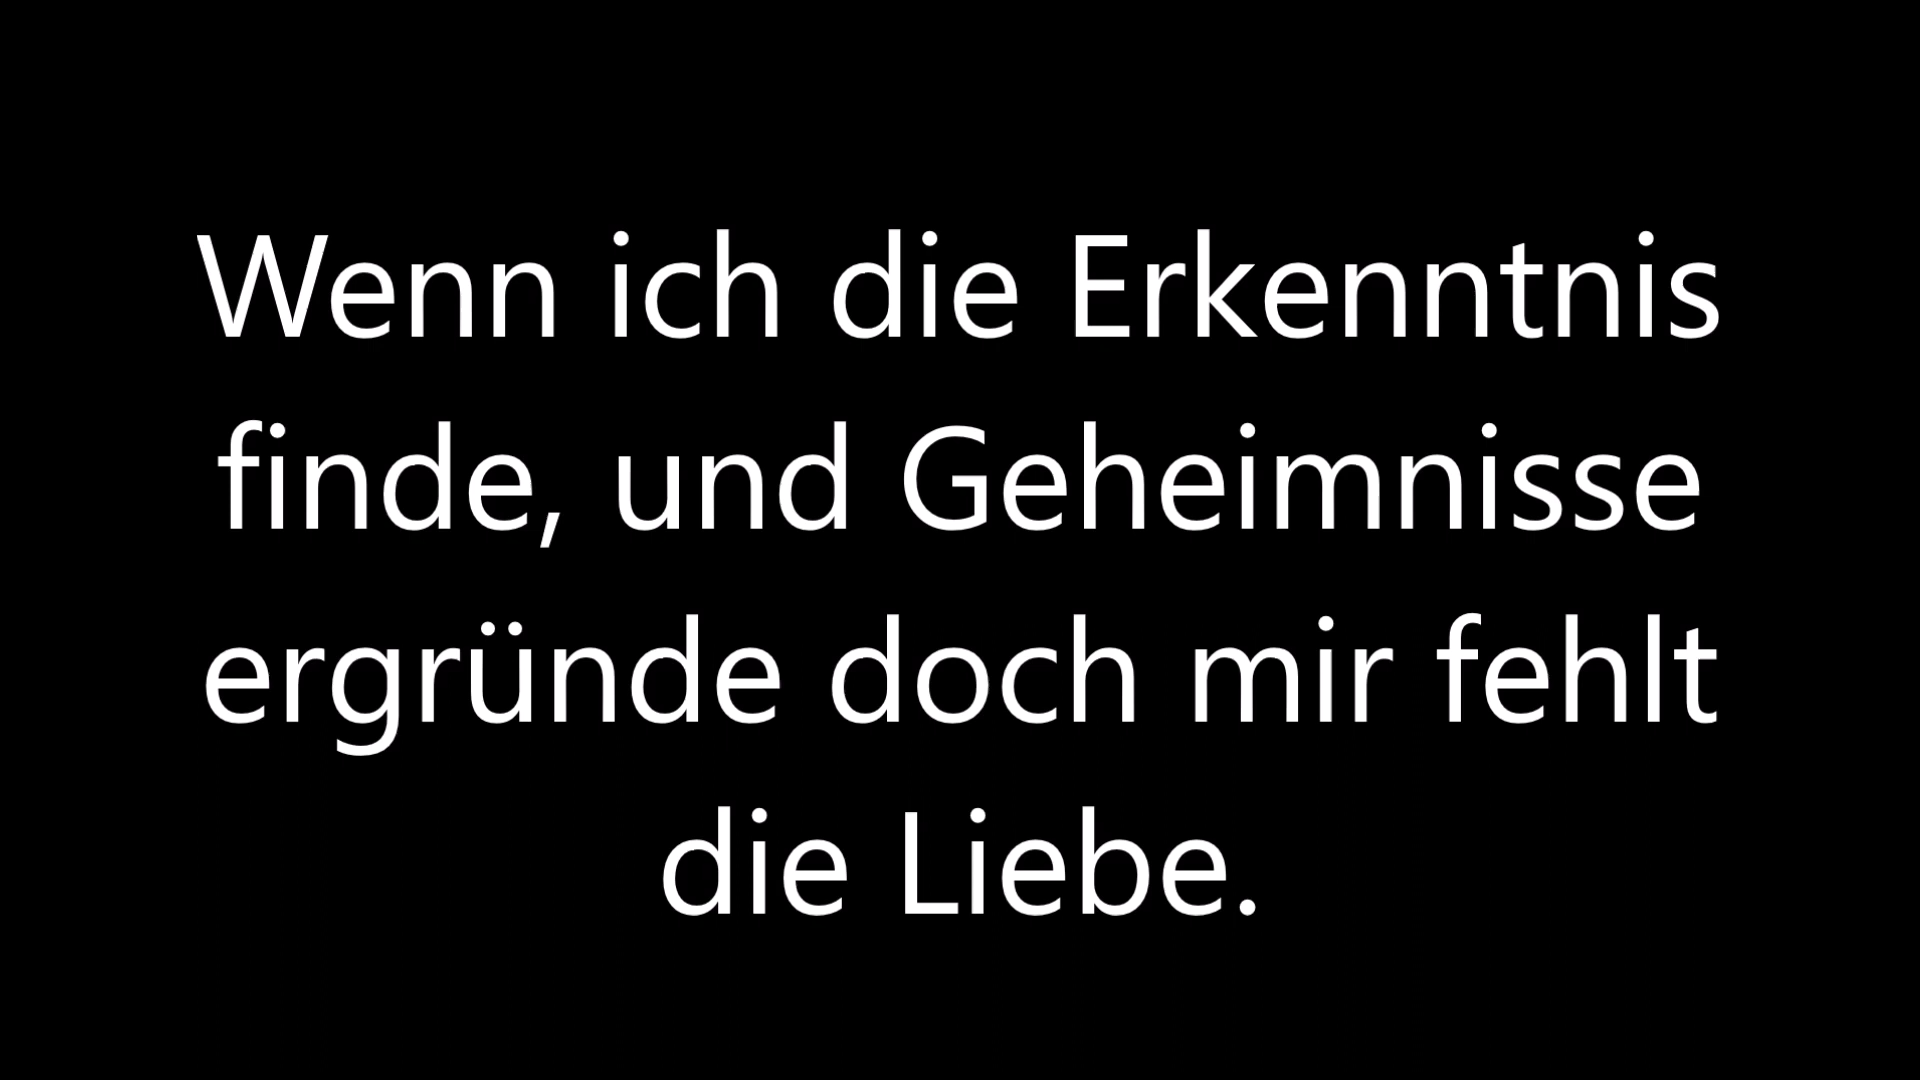 Wenn ich die Erkenntnis
finde, und Geheimnisse
ergründe doch mir fehlt
die Liebe.